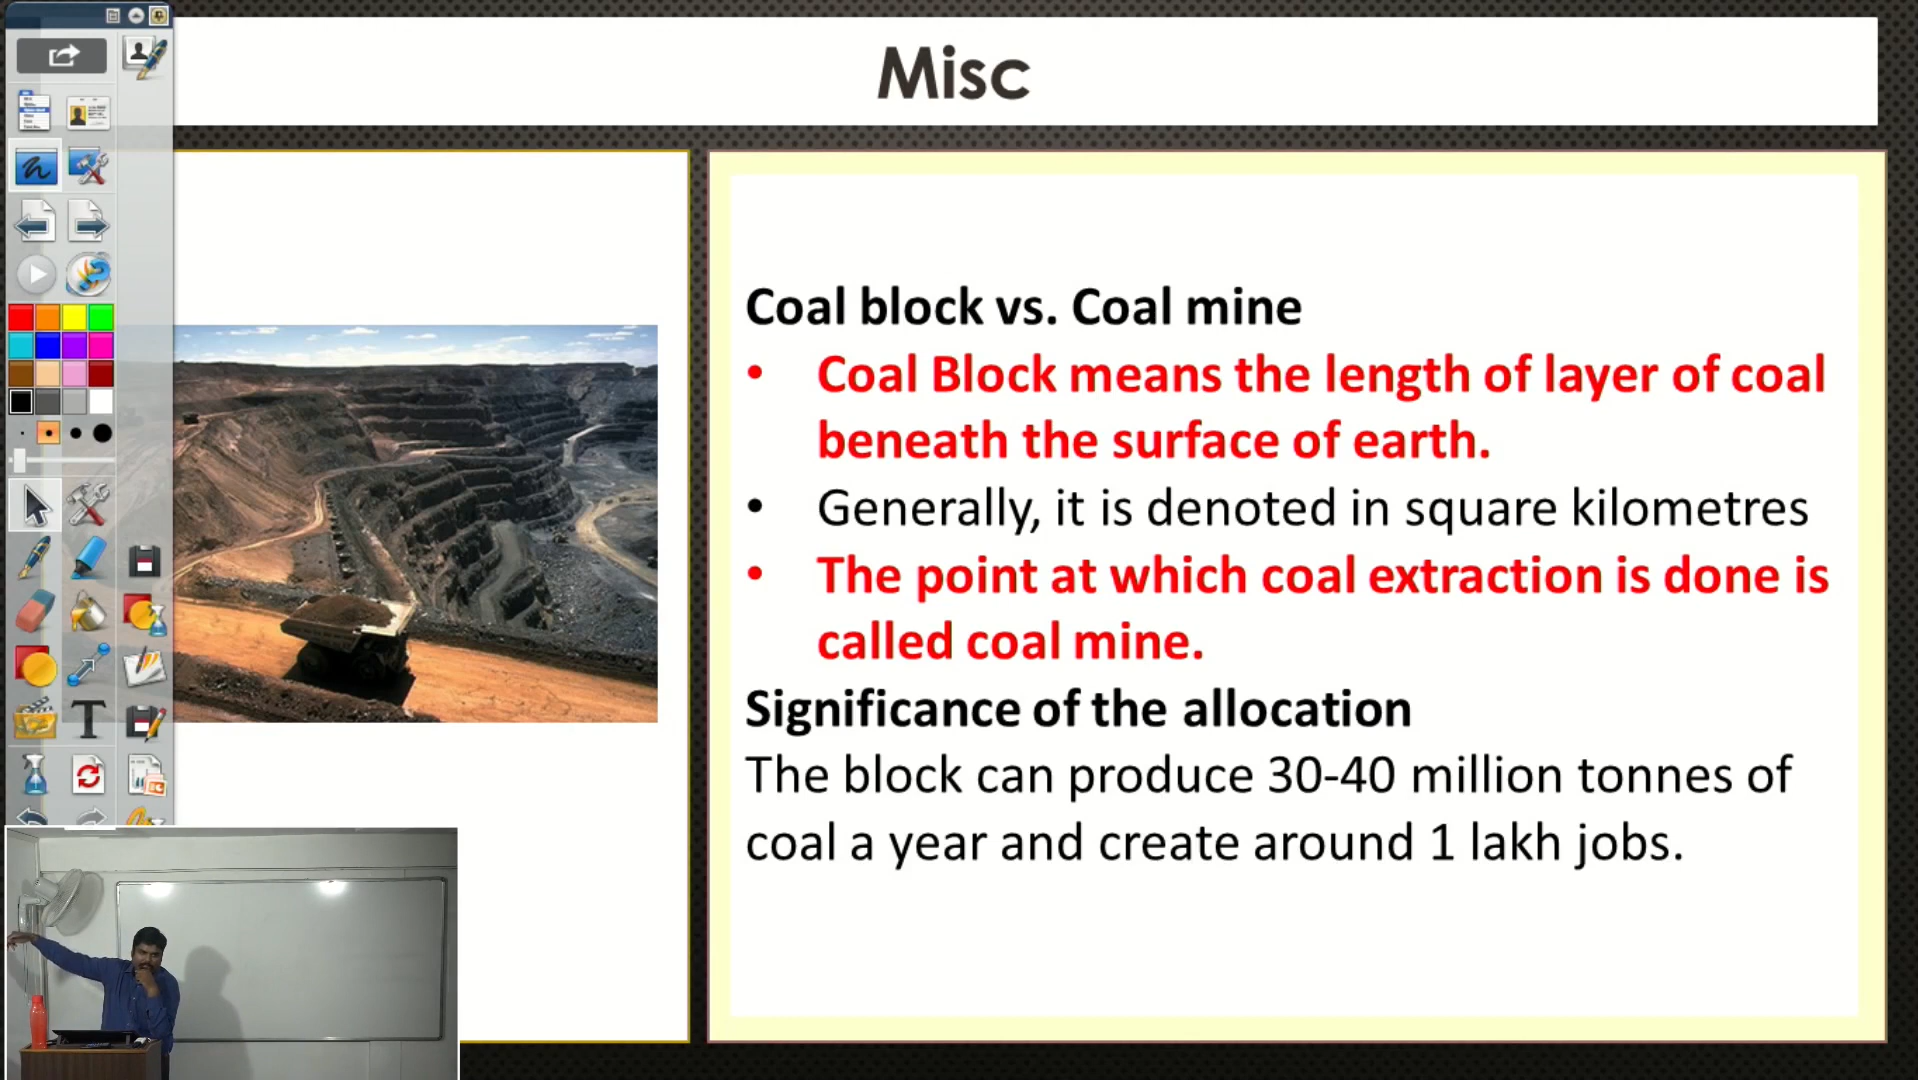 Misc
Coal block vs. Coal mine
• Coal Block means the length of layer of coal
beneath the surface of earth.
• Generally, it is denoted in square kilometres
• The point at which coal extraction is done is
called coal mine.
Significance of the allocation
The block can produce 30-40 million tonnes of
coal a year and create around 1 lakh jobs.
T